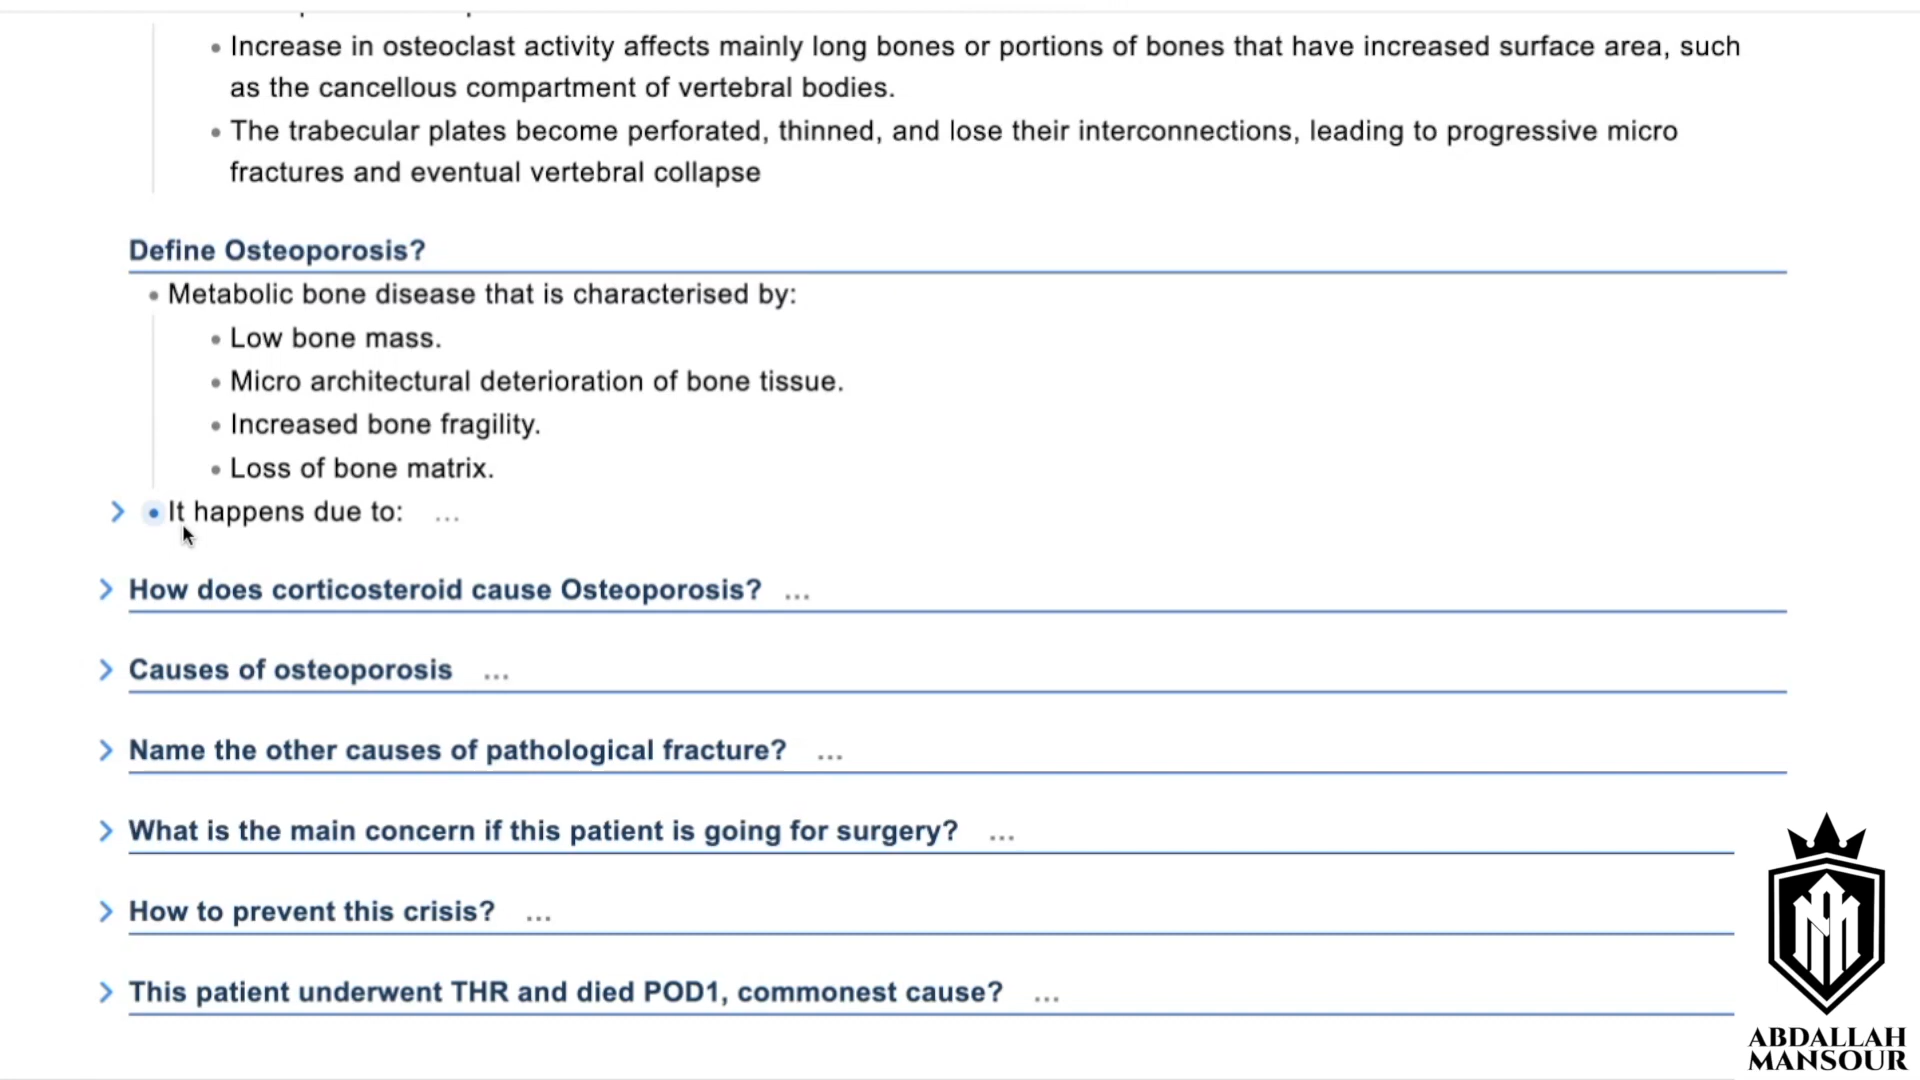 Increase in osteoclast activity affects mainly long bones or portions of bones that have increased surface area, such
as the cancellous compartment of vertebral bodies.
The trabecular plates become perforated, thinned, and lose their interconnections, leading to progressive micro
fractures and eventual vertebral collapse
Define Osteoporosis?
Metabolic bone disease that is characterised by:
Low bone mass.
Micro architectural deterioration of bone tissue.
Increased bone fragility.
Loss of bone matrix.
It happens due to: ...
How does corticosteroid cause Osteoporosis? ...
Causes of osteoporosis ...
Name the other causes of pathological fracture? ...
What is the main concern if this patient is going for surgery? ...
How to prevent this crisis? ...
This patient underwent THR and died POD1, commonest cause? ...
ABDALLAH
MANSOUR